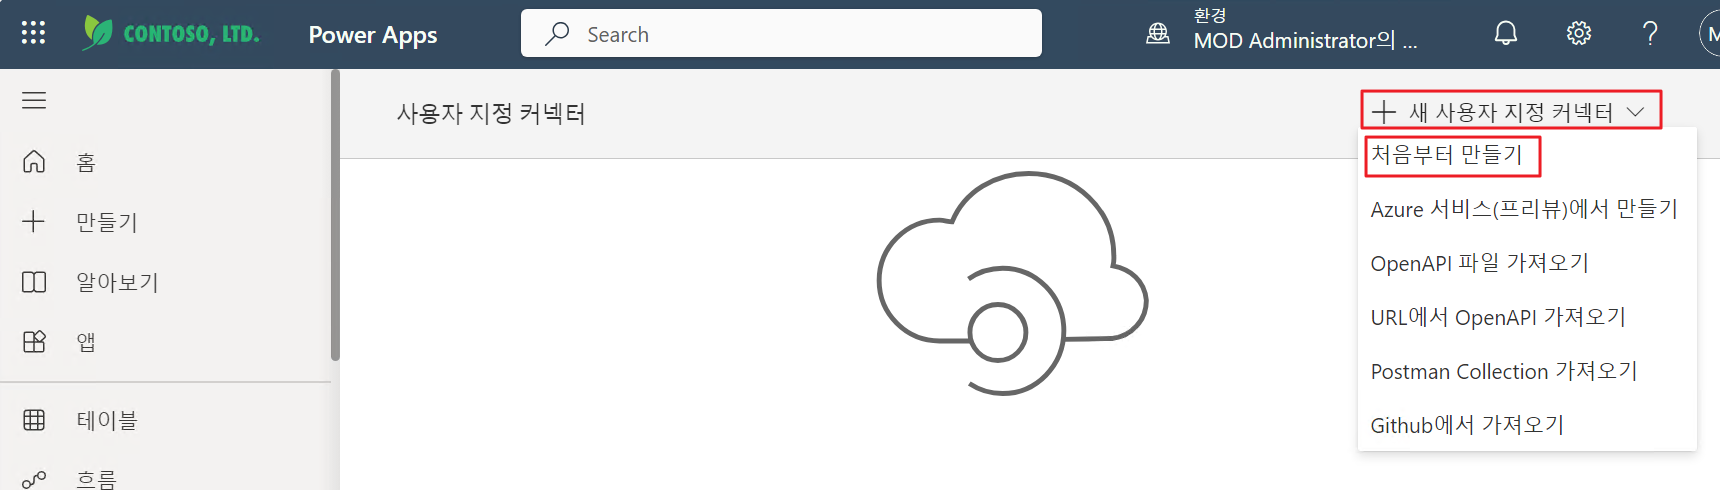 CONTOSO, LTD.
Power Apps
Search
환경
MOD Administrator의 ...
?
M
사용자 지정 커넥터
새 사용자 지정 커넥터
처음부터 만들기
Azure 서비스(프리뷰)에서 만들기
OpenAPI 파일 가져오기
URL에서 OpenAPI 가져오기
Postman Collection 가져오기
Github에서 가져오기
홈
만들기
알아보기
앱
테이블
흐름